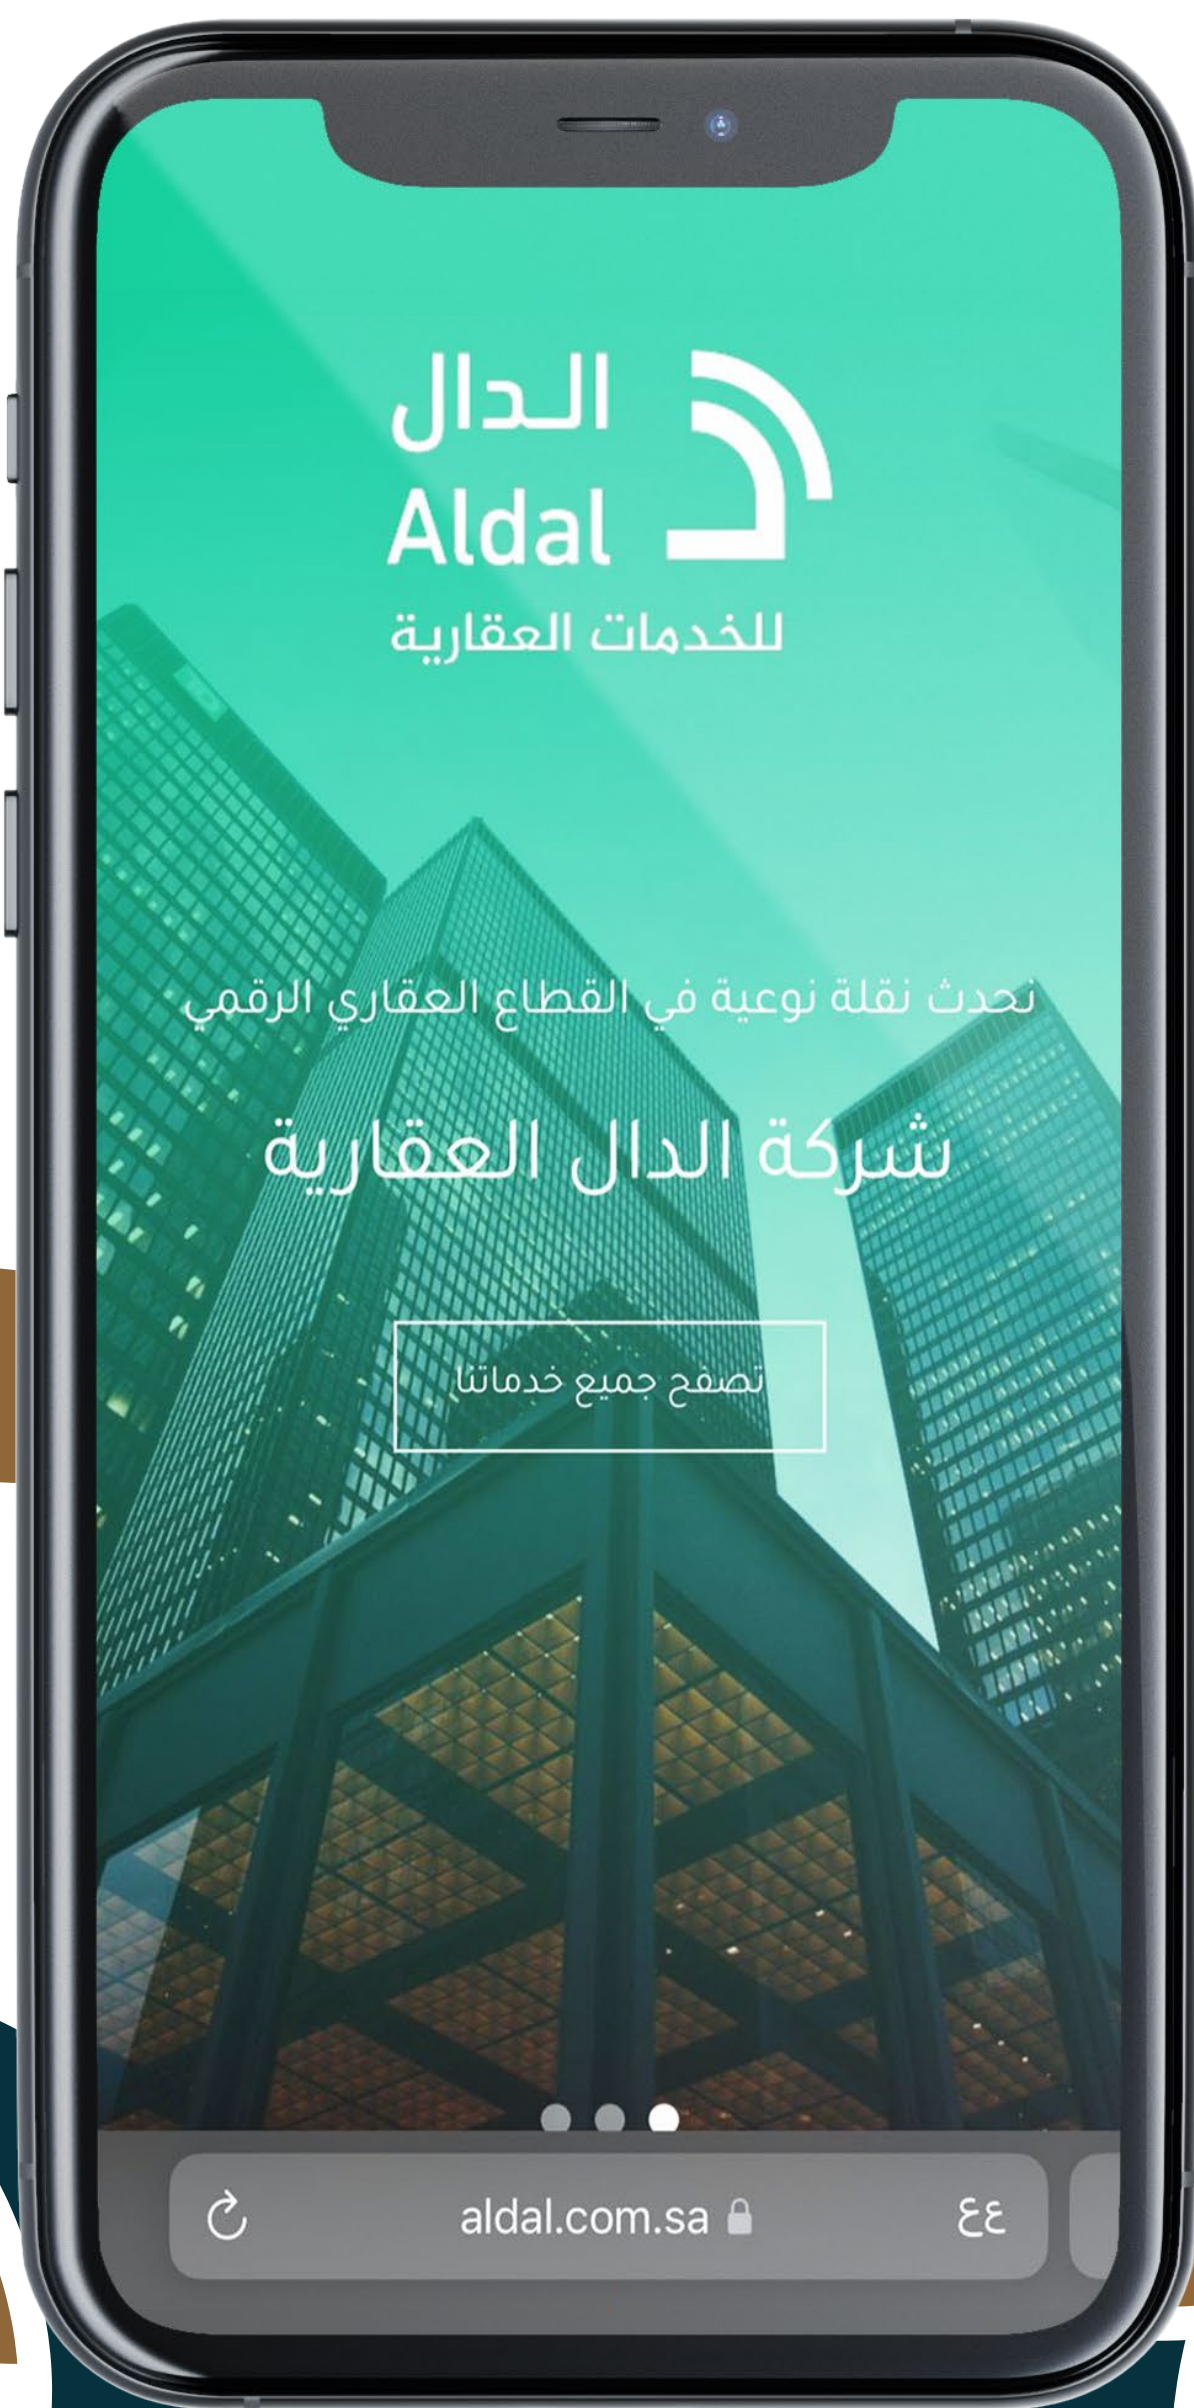 الدال
Aldal
للخدمات العقارية
نحدث نقلة نوعية في القطاع العقاري الرقمي
شركة الدال العقارية
تصفح جميع خدماتنا
aldal.com.sa
عع